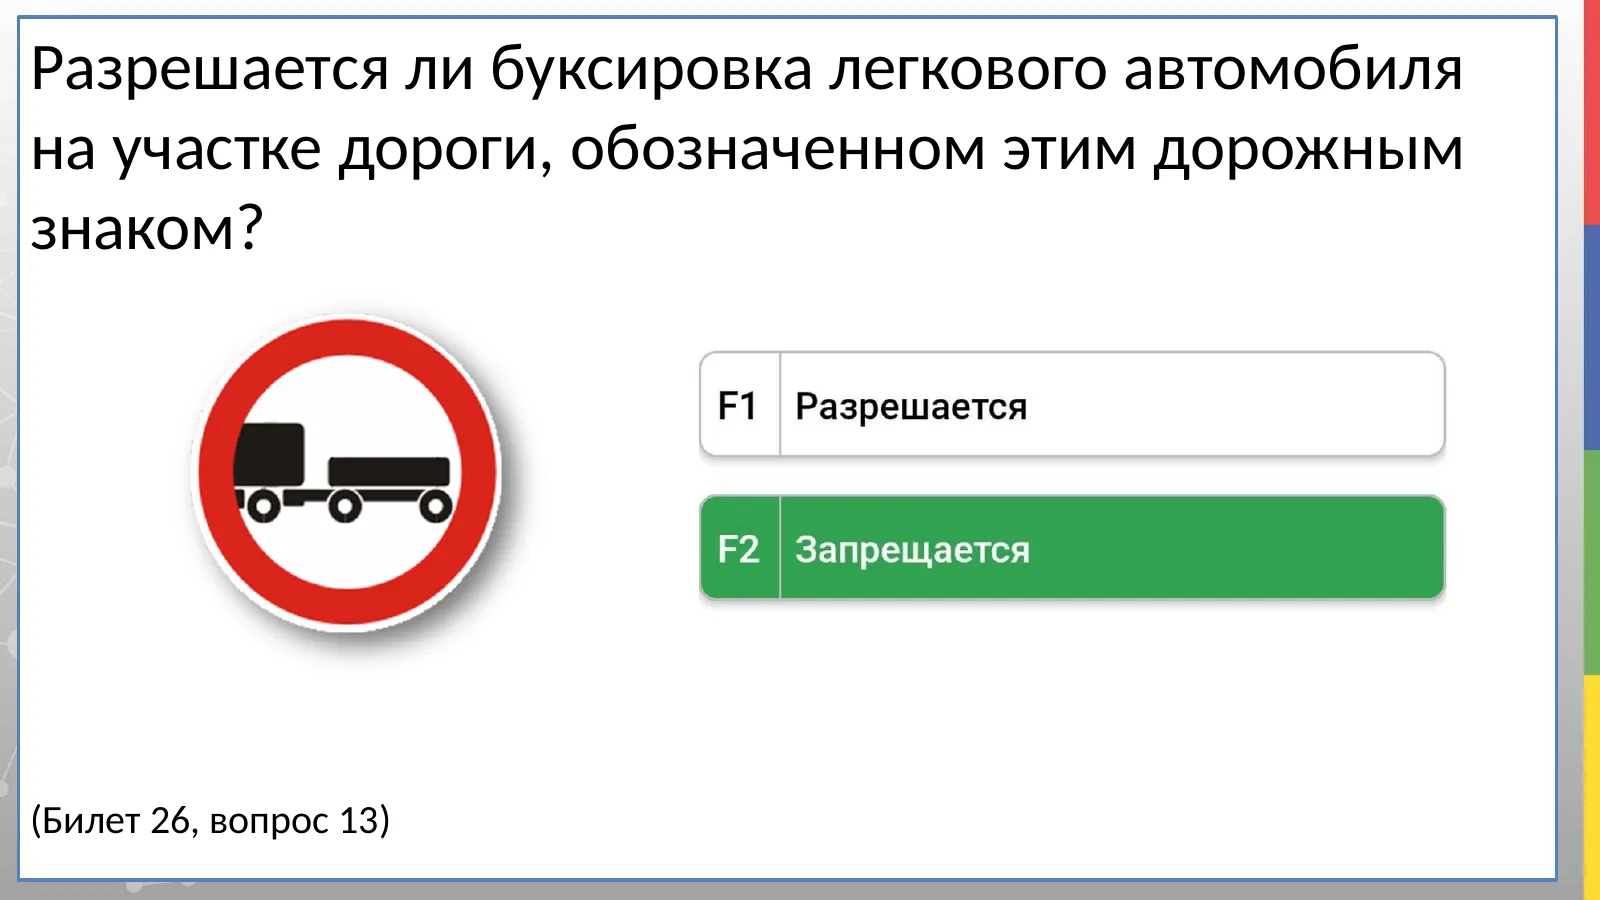 Разрешается ли буксировка легкового автомобиля
на участке дороги, обозначенном этим дорожным
знаком?
F1 Разрешается
F2 Запрещается
(Билет 26, вопрос 13)